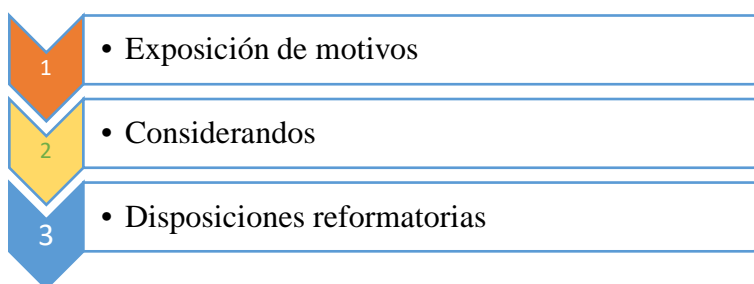 1 • Exposición de motivos
2 • Considerandos
3 • Disposiciones reformatorias